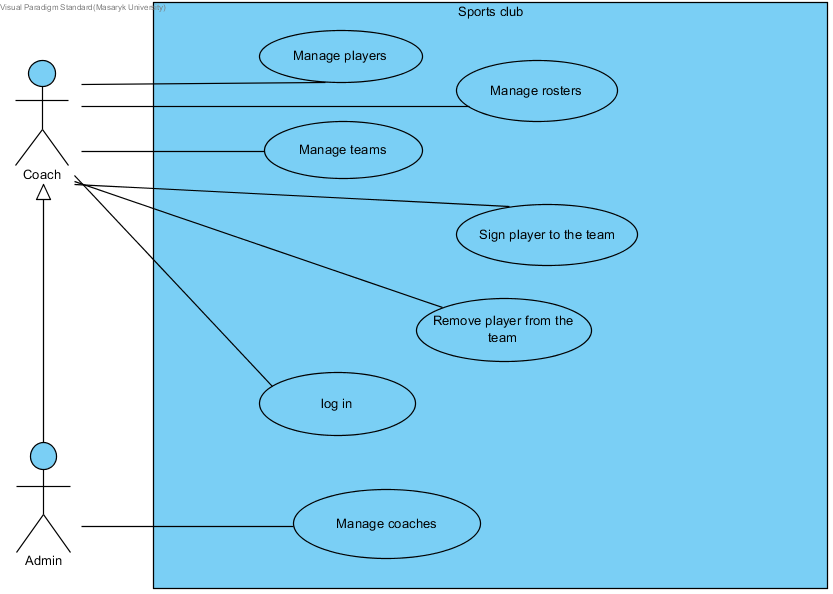 Visual Paradigm Standard(Masaryk University)
Sports club
Manage players
Manage rosters
Manage teams
Coach
Sign player to the team
Remove player from the
team
log in
Manage coaches
Admin